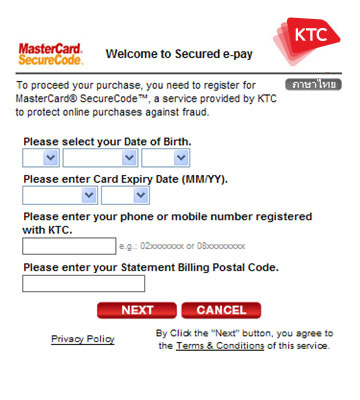 MasterCard.
SecureCode.
Welcome to Secured e-pay
KTC
To proceed your purchase, you need to register for
MasterCard® SecureCode™, a service provided by KTC
to protect online purchases against fraud.
ภาษาไทย
Please select your Date of Birth.
Please enter Card Expiry Date (MM/YY).
Please enter your phone or mobile number registered
with KTC.
e.g.: 02xxxxxxx or 08xxxxxxxx
Please enter your Statement Billing Postal Code.
NEXT
CANCEL
Privacy Policy
By Click the "Next" button, you agree to
the Terms & Conditions of this service.